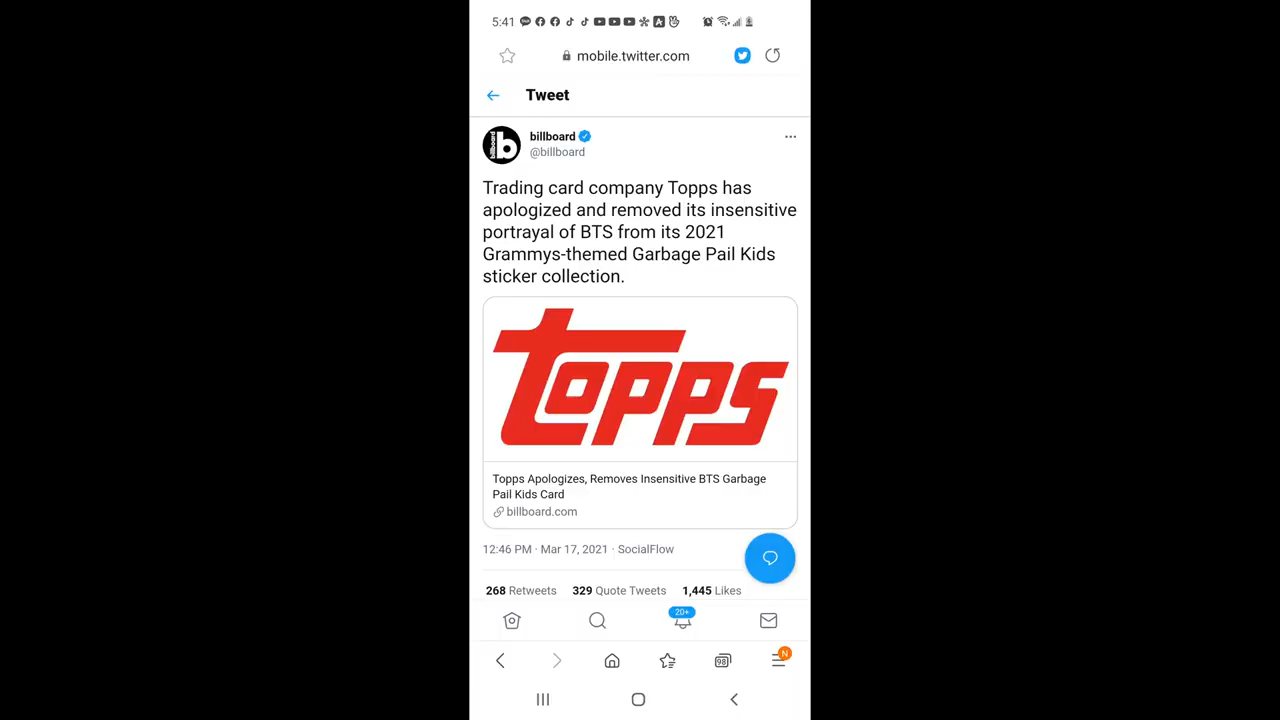 5:41
mobile.twitter.com
Tweet
billboard
@billboard
Trading card company Topps has
apologized and removed its insensitive
portrayal of BTS from its 2021
Grammys-themed Garbage Pail Kids
sticker collection.
topps
Topps Apologizes, Removes Insensitive BTS Garbage
Pail Kids Card
billboard.com
12:46 PM · Mar 17, 2021 · SocialFlow
268 Retweets 329 Quote Tweets 1,445 Likes
20+
98
N